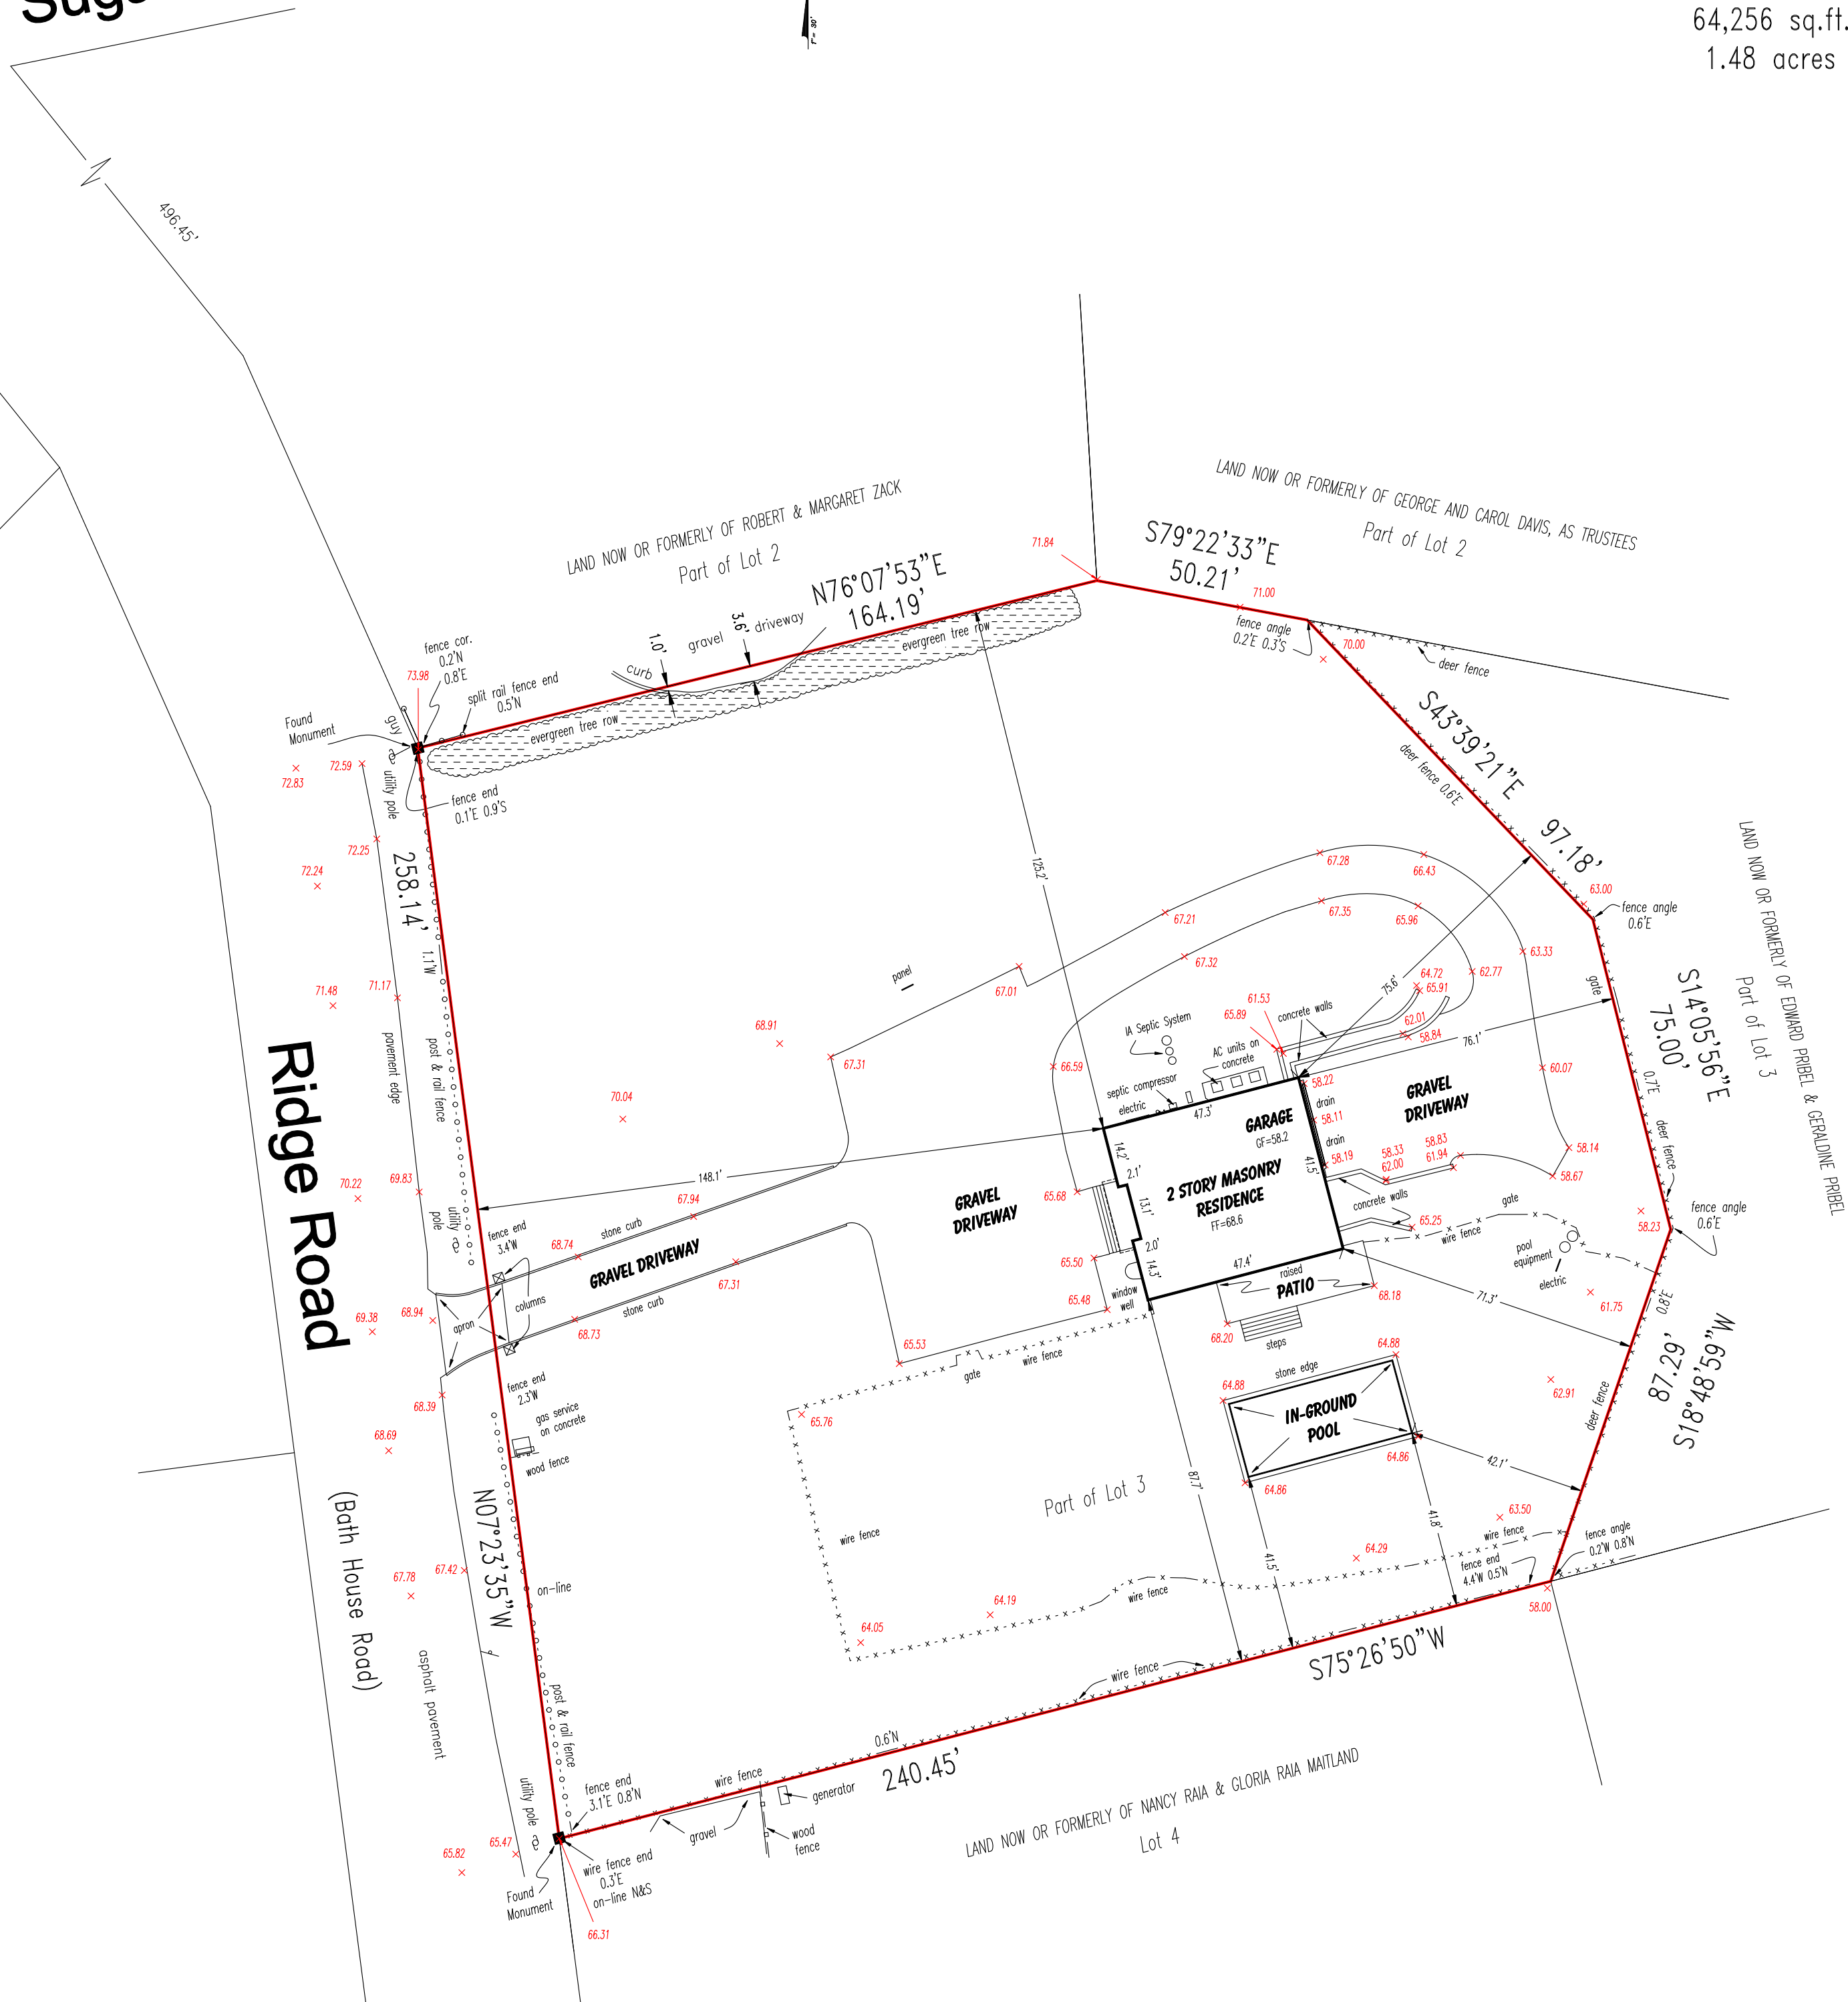 1"= 30'
64,256 sq.ft.
1.48 acres
496.45'
LAND NOW OR FORMERLY OF ROBERT & MARGARET ZACK
Part of Lot 2
N76°07'53"E
164.19'
LAND NOW OR FORMERLY OF GEORGE AND CAROL DAVIS, AS TRUSTEES
Part of Lot 2
S79°22'33"E
50.21'
71.84
71.00
fence angle
0.2'E 0.3'S
70.00
deer fence
fence cor.
0.2'N
0.8'E
73.98
split rail fence end
0.5'N
curb
1.0'
3.6'
gravel driveway
evergreen tree row
evergreen tree row
Found
Monument
guy
utility pole
72.83
72.59
fence end
0.1'E 0.9'S
S43°39'21"E
97.18'
deer fence 0.6'E
72.25
72.24
258.14'
1.1'W
125.2'
67.28
66.43
67.35
65.96
67.21
67.32
63.00
fence angle
0.6'E
63.33
62.77
LAND NOW OR FORMERLY OF EDWARD PRIBEL & GERALDINE PRIBEL
Part of Lot 3
S14°05'56"E
75.00'
gate
71.48
71.17
pavement edge
post & rail fence
panel
67.01
68.91
67.31
75.6'
64.72
65.91
61.53
65.89
concrete walls
62.01
58.84
76.1'
IA Septic System
AC units on
concrete
septic compressor
electric
66.59
60.07
70.04
47.3'
GARAGE
GF=58.2
58.22
drain
58.11
drain
58.19
GRAVEL
DRIVEWAY
0.7'E
deer fence
58.33
62.00
58.83
61.94
58.14
58.67
Ridge Road
(Bath House Road)
70.22
69.83
148.1'
14.2'
2.1'
13.1'
2.0'
14.3'
41.5'
2 STORY MASONRY
RESIDENCE
FF=68.6
65.68
GRAVEL
DRIVEWAY
67.94
utility
pole
fence end
3.4'W
68.74
stone curb
GRAVEL DRIVEWAY
67.31
stone curb
68.73
columns
apron
69.38
68.94
concrete walls
65.25
gate
wire fence
58.23
fence angle
0.6'E
pool
equipment
electric
65.50
65.48
window
well
47.4'
raised
PATIO
68.18
68.20
steps
71.3'
61.75
0.8'E
87.29'
S18°48'59"W
65.53
gate
wire fence
fence end
2.3'W
68.39
68.69
gas service
on concrete
wood fence
65.76
64.88
64.88
stone edge
IN-GROUND
POOL
64.86
64.86
62.91
deer fence
42.1'
87.7'
41.5'
41.8'
Part of Lot 3
wire fence
63.50
wire fence
64.29
fence end
4.4'W 0.5'N
fence angle
0.2'W 0.8'N
58.00
N07°23'35"W
on-line
67.78
67.42
asphalt pavement
64.05
64.19
wire fence
S75°26'50"W
240.45'
wire fence
0.6'N
post & rail fence
utility pole
fence end
3.1'E 0.8'N
wire fence
generator
gravel
wood
fence
LAND NOW OR FORMERLY OF NANCY RAIA & GLORIA RAIA MAITLAND
Lot 4
65.82
65.47
Found
Monument
wire fence end
0.3'E
on-line N&S
66.31